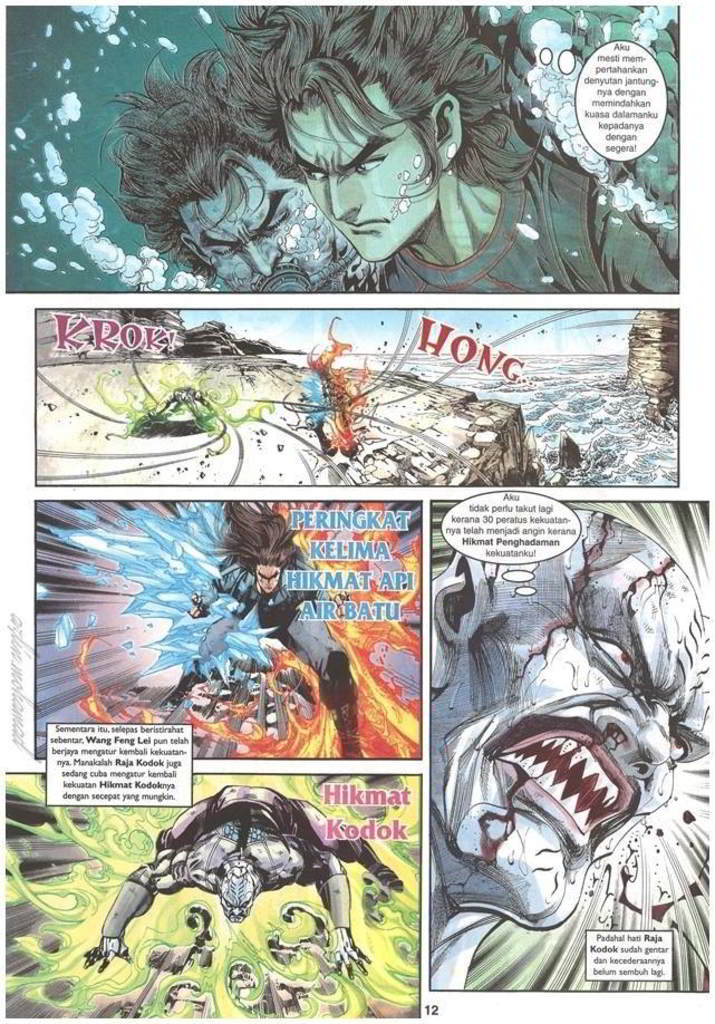 Aku
mesti mem-
pertahankan
denyutan jantung-
nya dengan
memindahkan
kuasa dalamanku
kepadanya
dengan
segera!
KROK!
HONG
PERINGKAT
KELIMA
HIKMAT API
AIR BATU
Sementara itu, selepas beristirahat
sebentar, Wang Feng Lei pun telah
berjaya mengatur kembali kekuatan-
nya. Manakalah Raja Kodok juga
sedang cuba mengatur kembali
kekuatan Hikmat Kodoknya
dengan secepat yang mungkin.
Aku
tidak perlu takut lagi
kerana 30 peratus kekuatan-
nya telah menjadi angin kerana
Hikmat Penghadaman
kekuatanku!
Hikmat
Kodok
Padahal hati Raja
Kodok sudah gentar
dan kecederaannya
belum sembuh lagi.
12